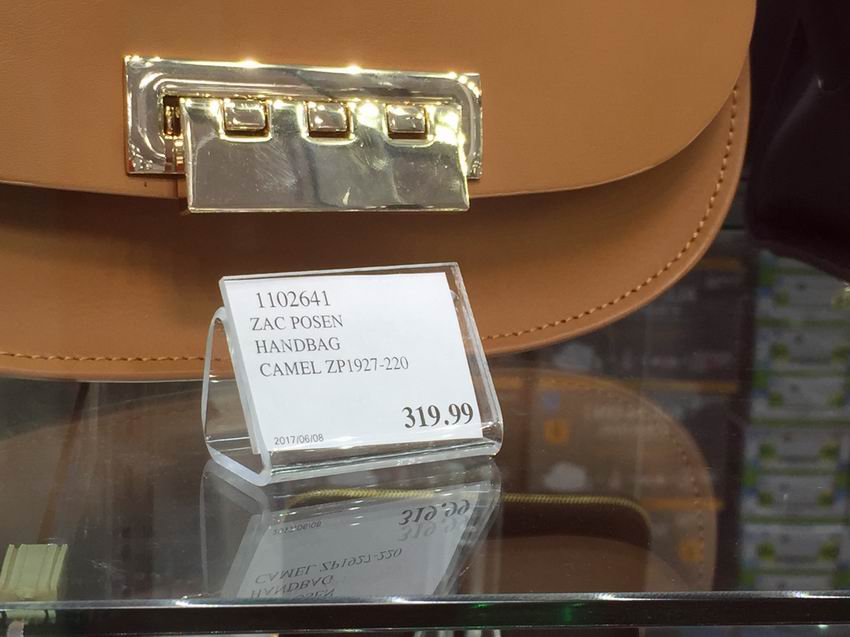 1102641
ZAC POSEN
HANDBAG
CAMEL ZP1927-220
319.99
2017/06/08